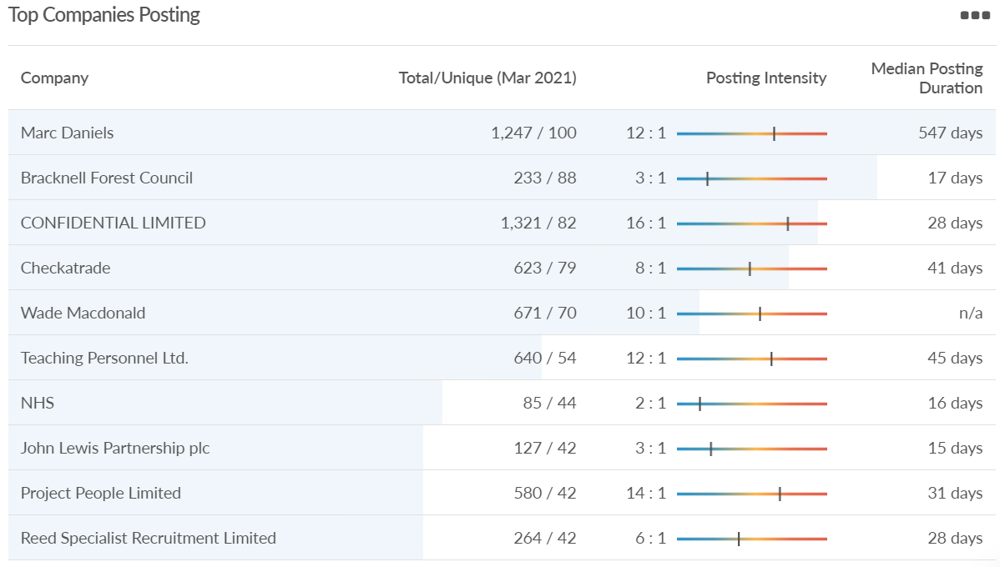 Top Companies Posting
Company Total/Unique (Mar 2021) Posting Intensity Median Posting Duration
Marc Daniels 1,247 / 100 12 : 1 547 days
Bracknell Forest Council 233 / 88 3 : 1 17 days
CONFIDENTIAL LIMITED 1,321 / 82 16 : 1 28 days
Checkatrade 623 / 79 8 : 1 41 days
Wade Macdonald 671 / 70 10 : 1 n/a
Teaching Personnel Ltd. 640 / 54 12 : 1 45 days
NHS 85 / 44 2 : 1 16 days
John Lewis Partnership plc 127 / 42 3 : 1 15 days
Project People Limited 580 / 42 14 : 1 31 days
Reed Specialist Recruitment Limited 264 / 42 6 : 1 28 days